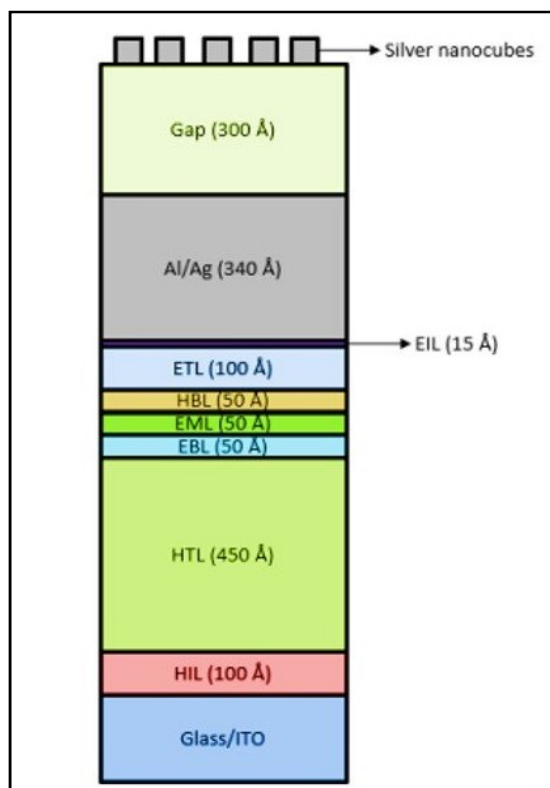 Silver nanocubes
Gap (300 Å)
Al/Ag (340 Å)
EIL (15 Å)
ETL (100 Å)
HBL (50 Å)
EML (50 Å)
EBL (50 Å)
HTL (450 Å)
HIL (100 Å)
Glass/ITO